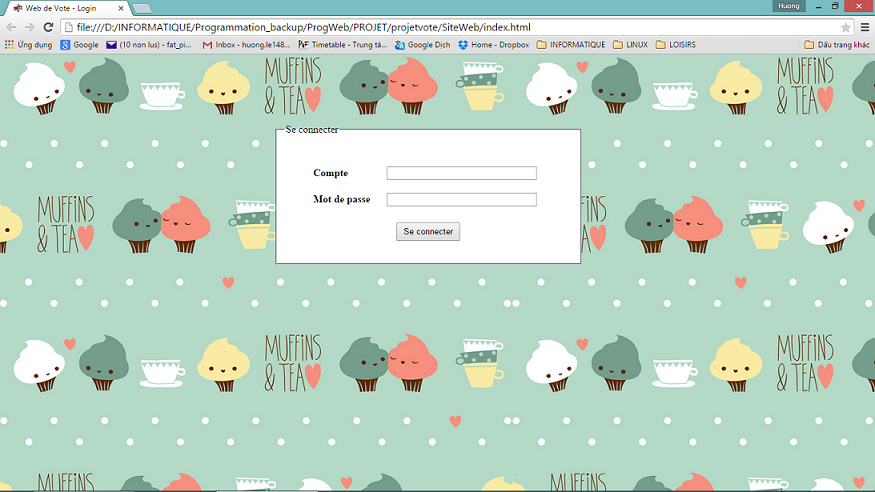 Web de Vote - Login
Huong
file:///D:/INFORMATIQUE/Programmation_backup/ProgWeb/PROJET/projetvote/SiteWeb/index.html
Ứng dụng
Google
(10 non lus) - fat_pi...
Inbox - huong.le148...
Timetable - Trung tâ...
Google Dịch
Home - Dropbox
INFORMATIQUE
LINUX
LOISIRS
Dấu trang khác
MUFFINS
& TEA
MUFFINS
& TEA
Se connecter
Compte
Mot de passe
Se connecter
MUFFINS
& TEA
MUFFINS
& TEA
MUFFINS
& TEA
MUFFINS
& TEA
MUFFINS
MUFFINS